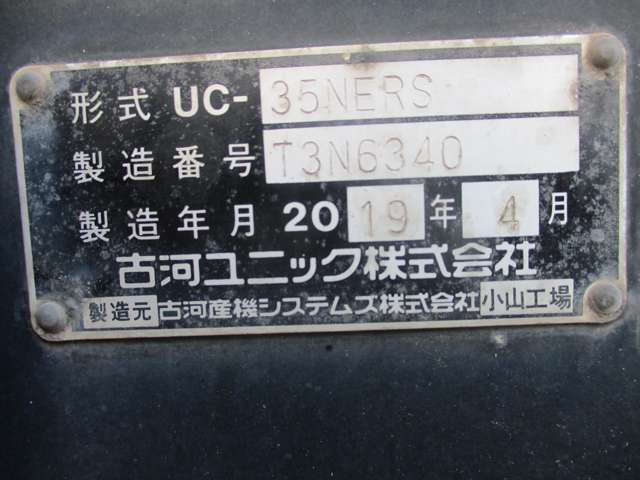 形式 UC-35NERS
製造番号 T3N6340
製造年月 2019年 4月
古河ユニック株式会社
製造元 古河産機システムズ株式会社 小山工場